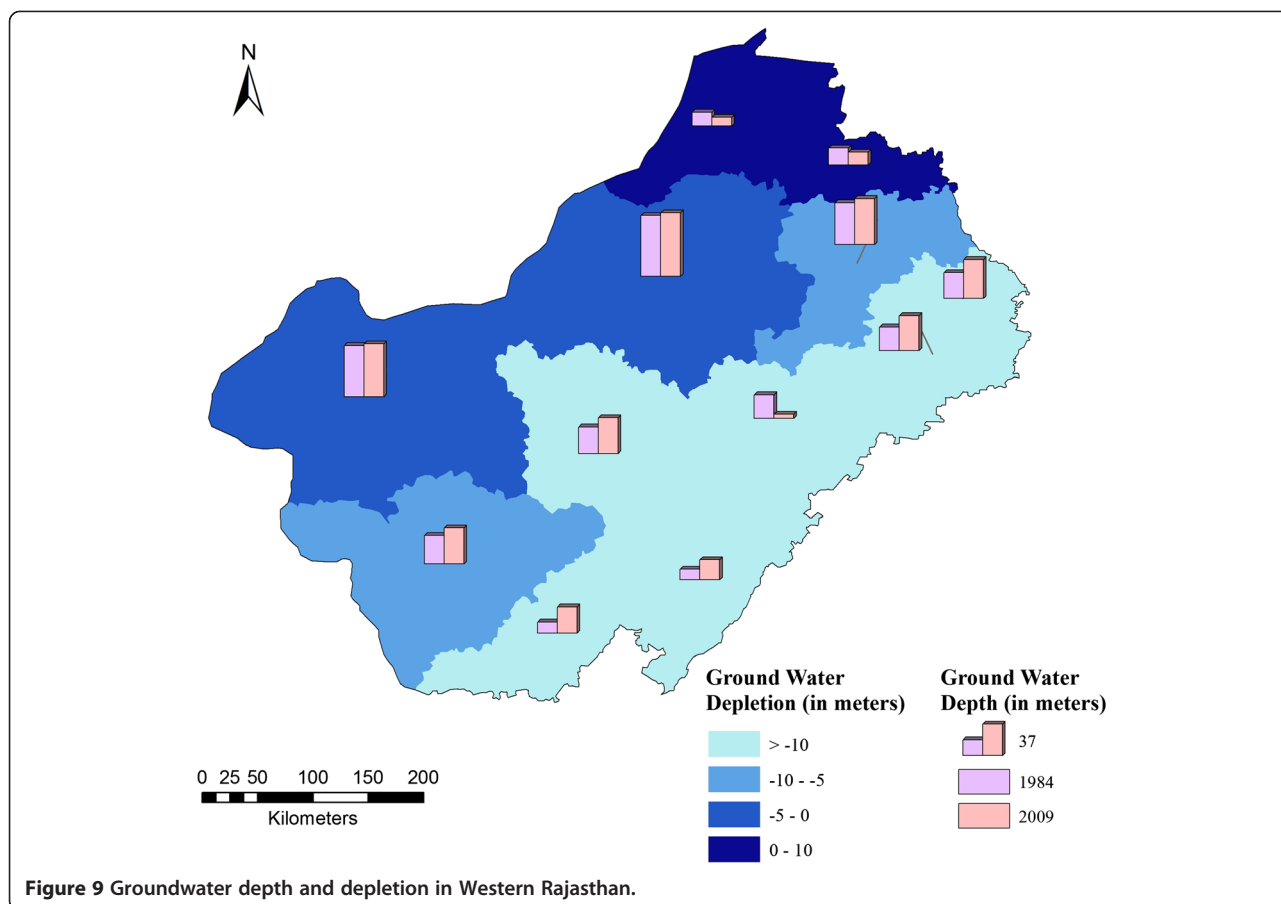 N
Ground Water
Depletion (in meters)
> -10
-10 - -5
-5 - 0
0 - 10
Ground Water
Depth (in meters)
37
1984
2009
0 25 50 100 150 200
Kilometers
Figure 9 Groundwater depth and depletion in Western Rajasthan.